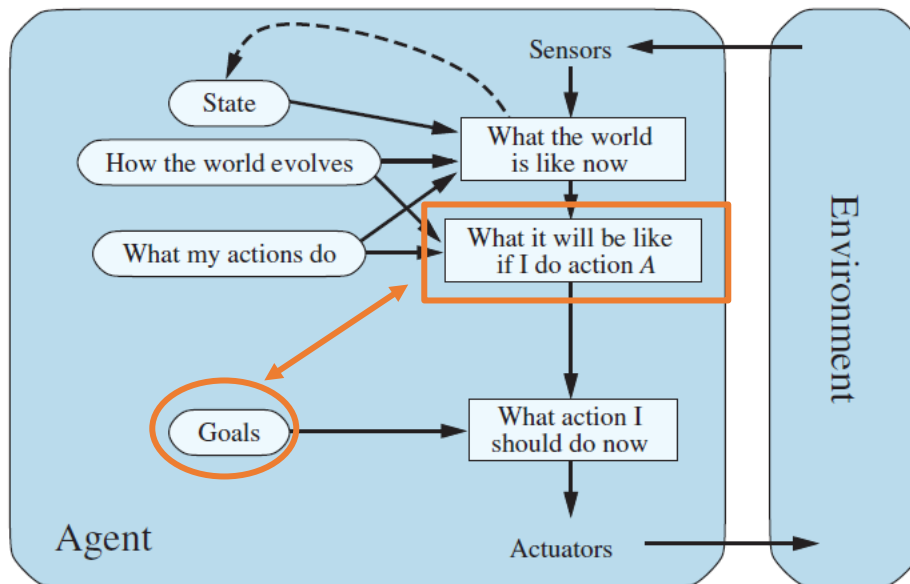 Sensors
State
What the world
is like now
How the world evolves
What it will be like
if I do action A
What my actions do
Environment
Goals
What action I
should do now
Agent
Actuators